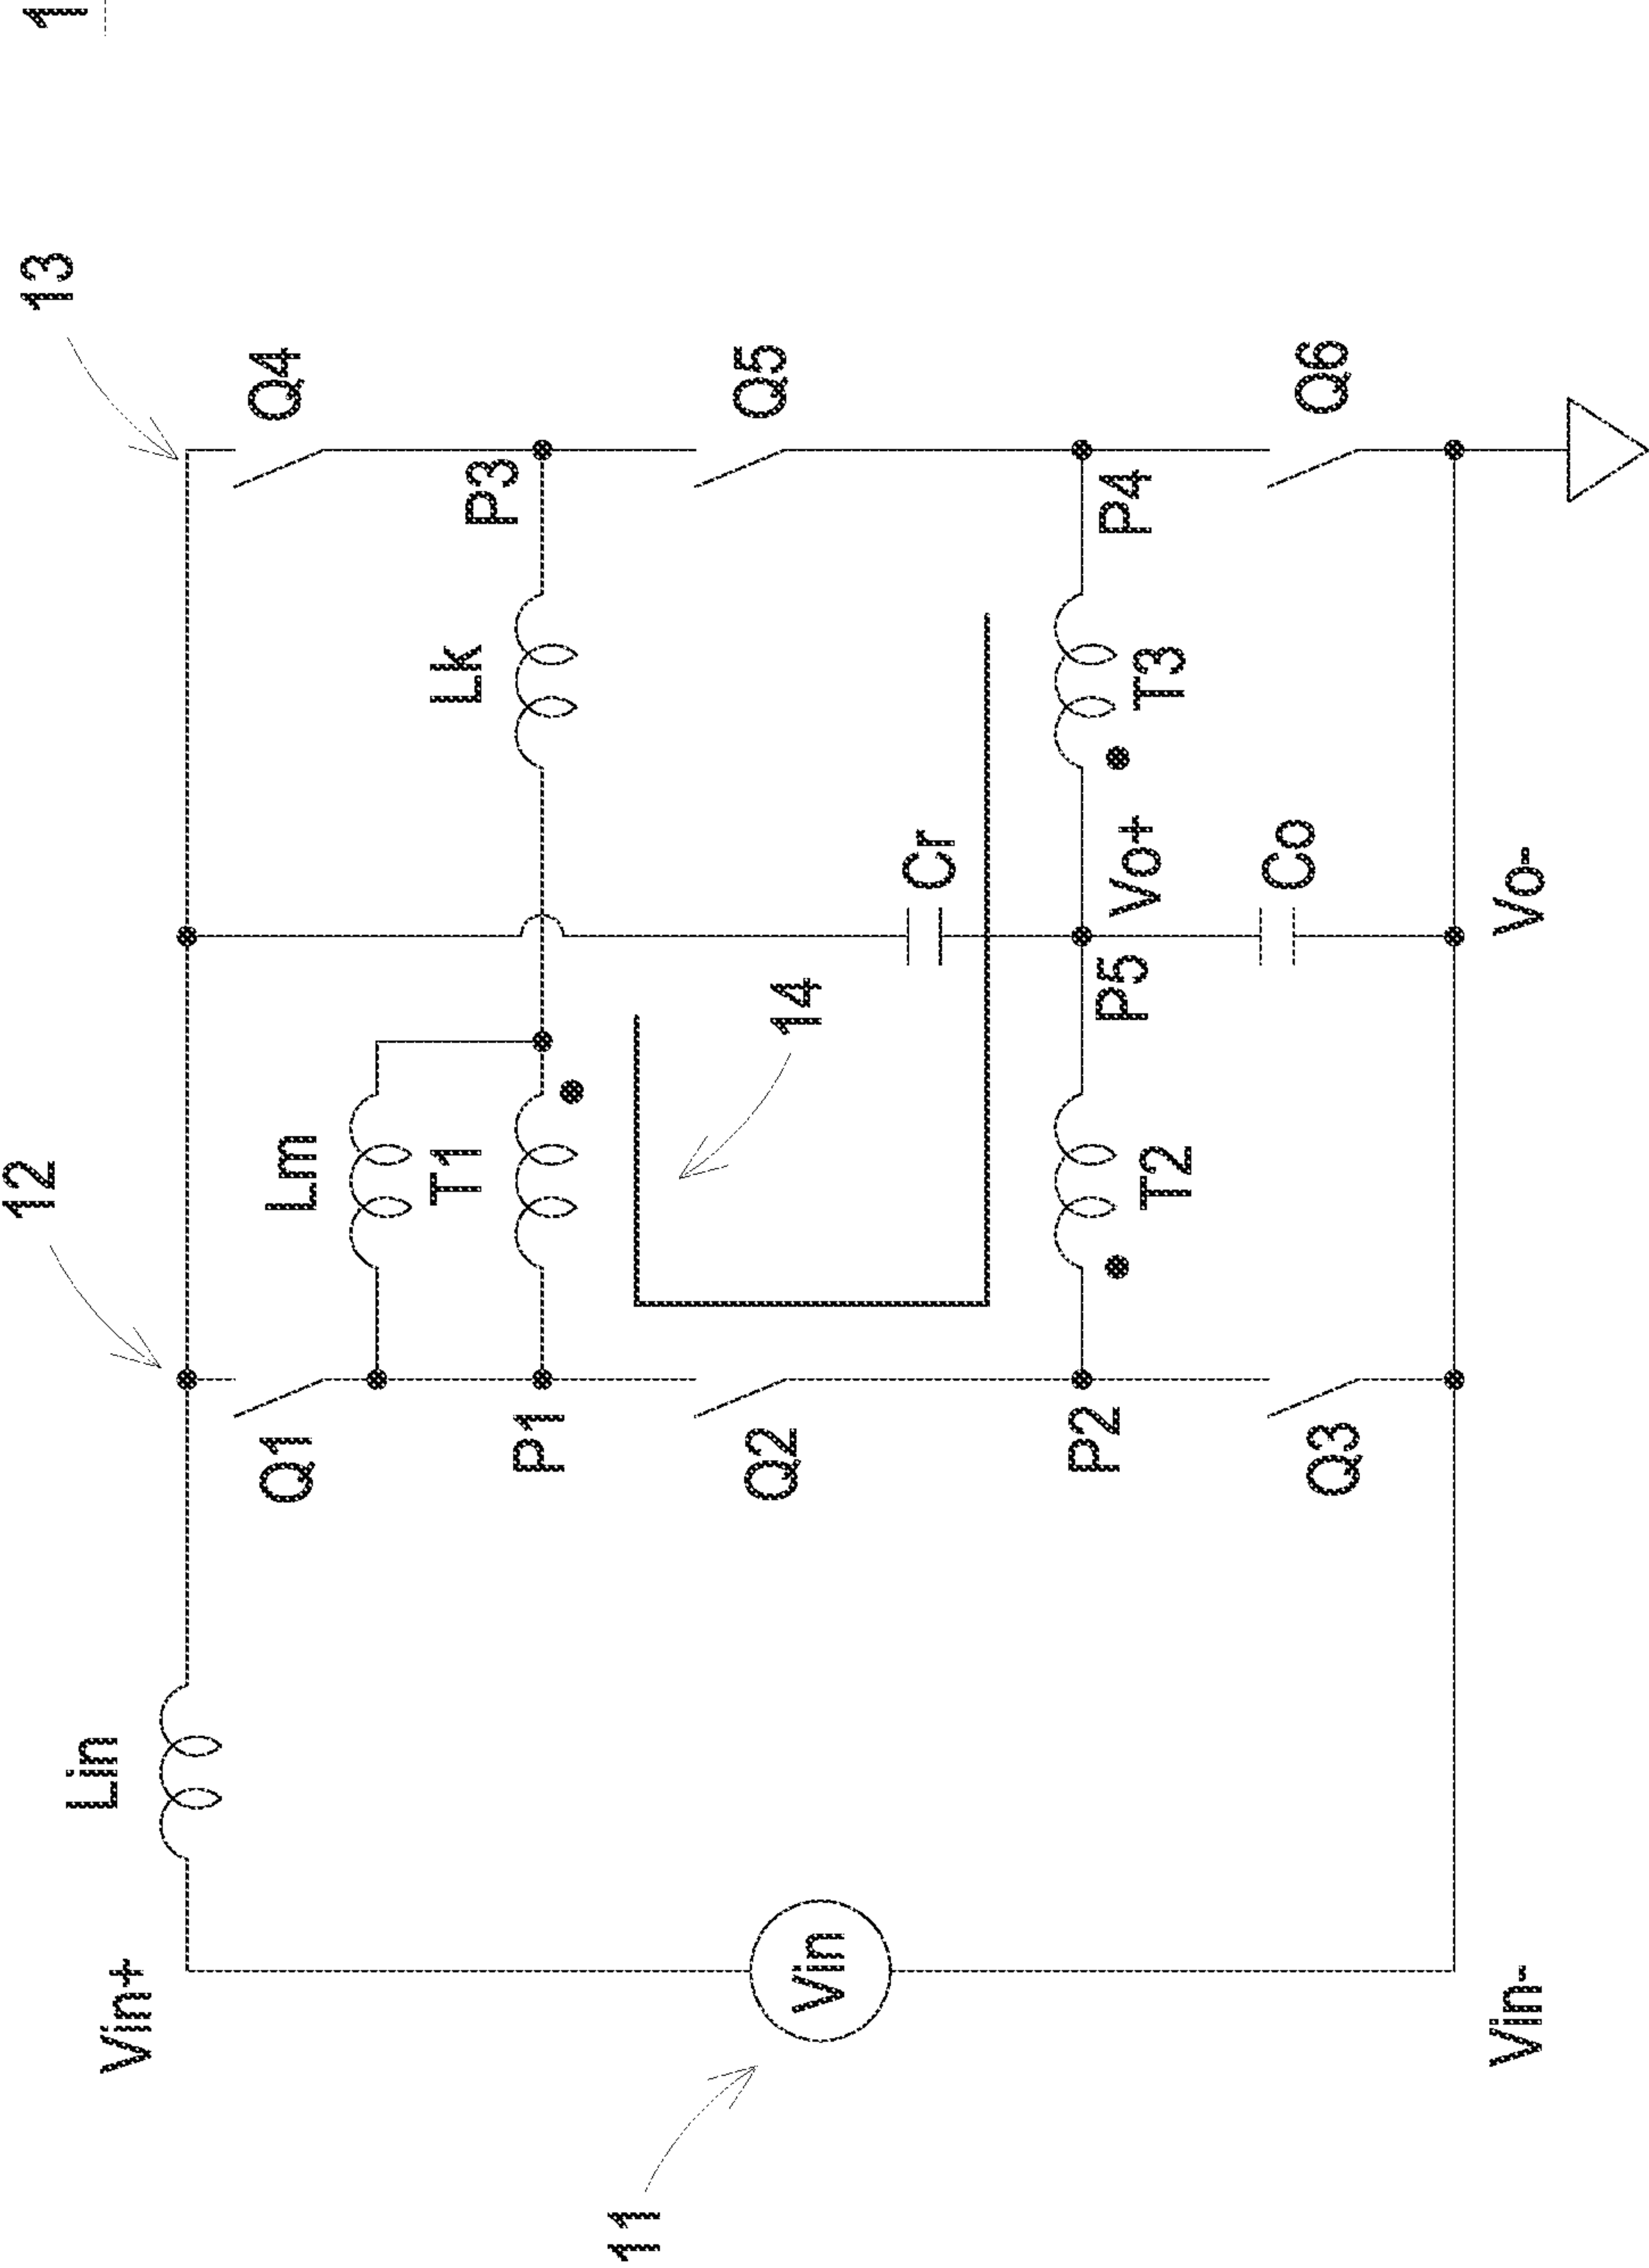 1
13
12
11
14
Vin+
Lin
Q1
Lm
T1
Lk
Q4
P1
P3
Vin
Q2
Cr
Q5
P2
T2
P5
Vo+
T3
P4
Q3
Co
Q6
Vin-
Vo-